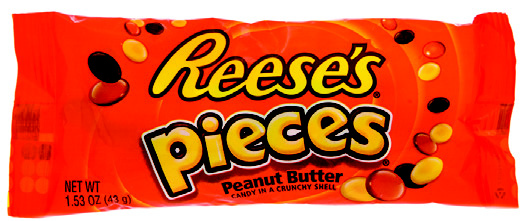 Reese's®
pieces®
Peanut Butter
CANDY IN A CRUNCHY SHELL
NET WT
1.53 OZ (43 g)